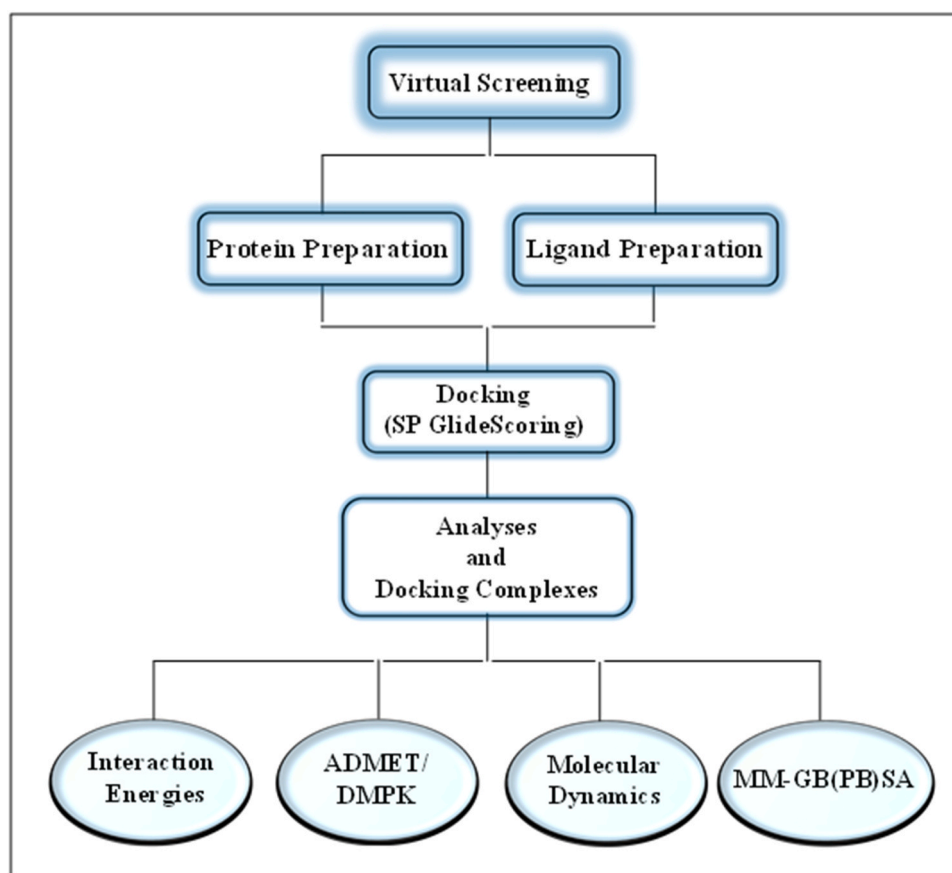 Virtual Screening
Protein Preparation
Ligand Preparation
Docking
(SP GlideScoring)
Analyses
and
Docking Complexes
Interaction
Energies
ADMET/
DMPK
Molecular
Dynamics
MM-GB(PB)SA